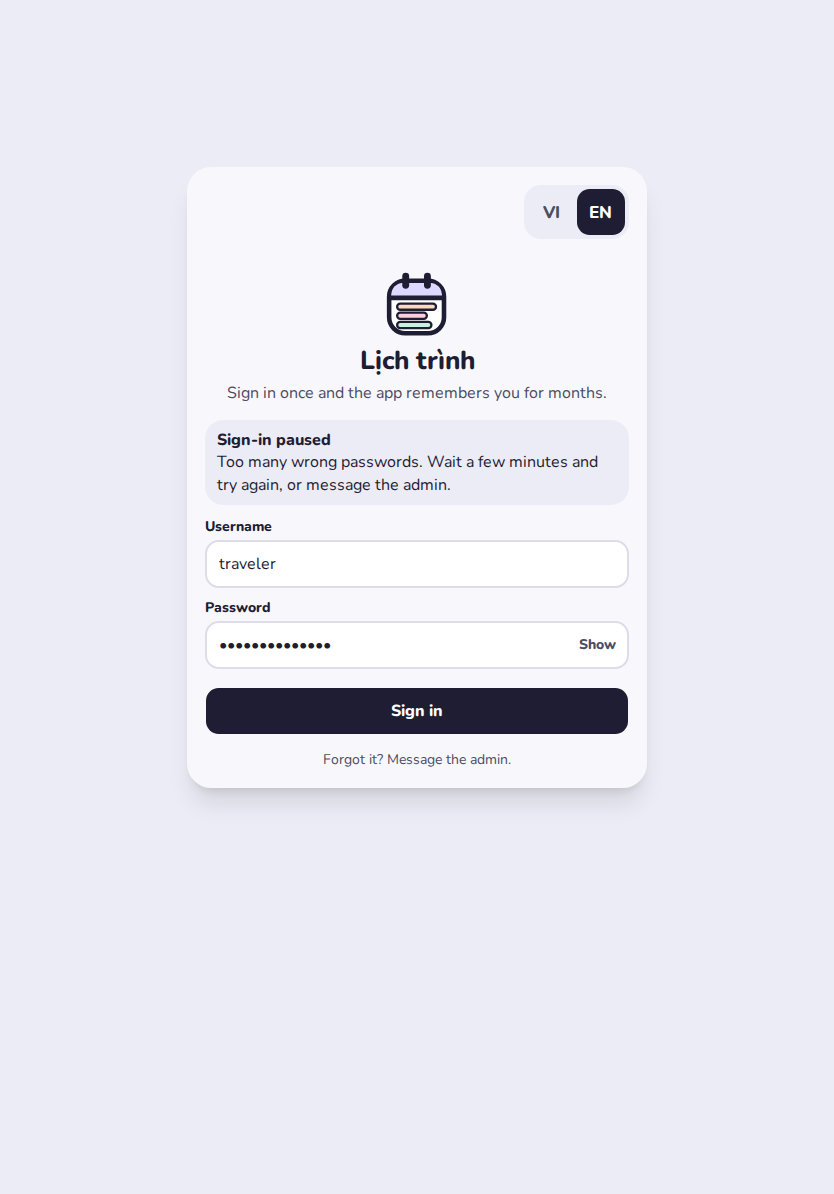 VI EN
Lịch trình
Sign in once and the app remembers you for months.
Sign-in paused
Too many wrong passwords. Wait a few minutes and
try again, or message the admin.
Username
traveler
Password
•••••••••••••• Show
Sign in
Forgot it? Message the admin.